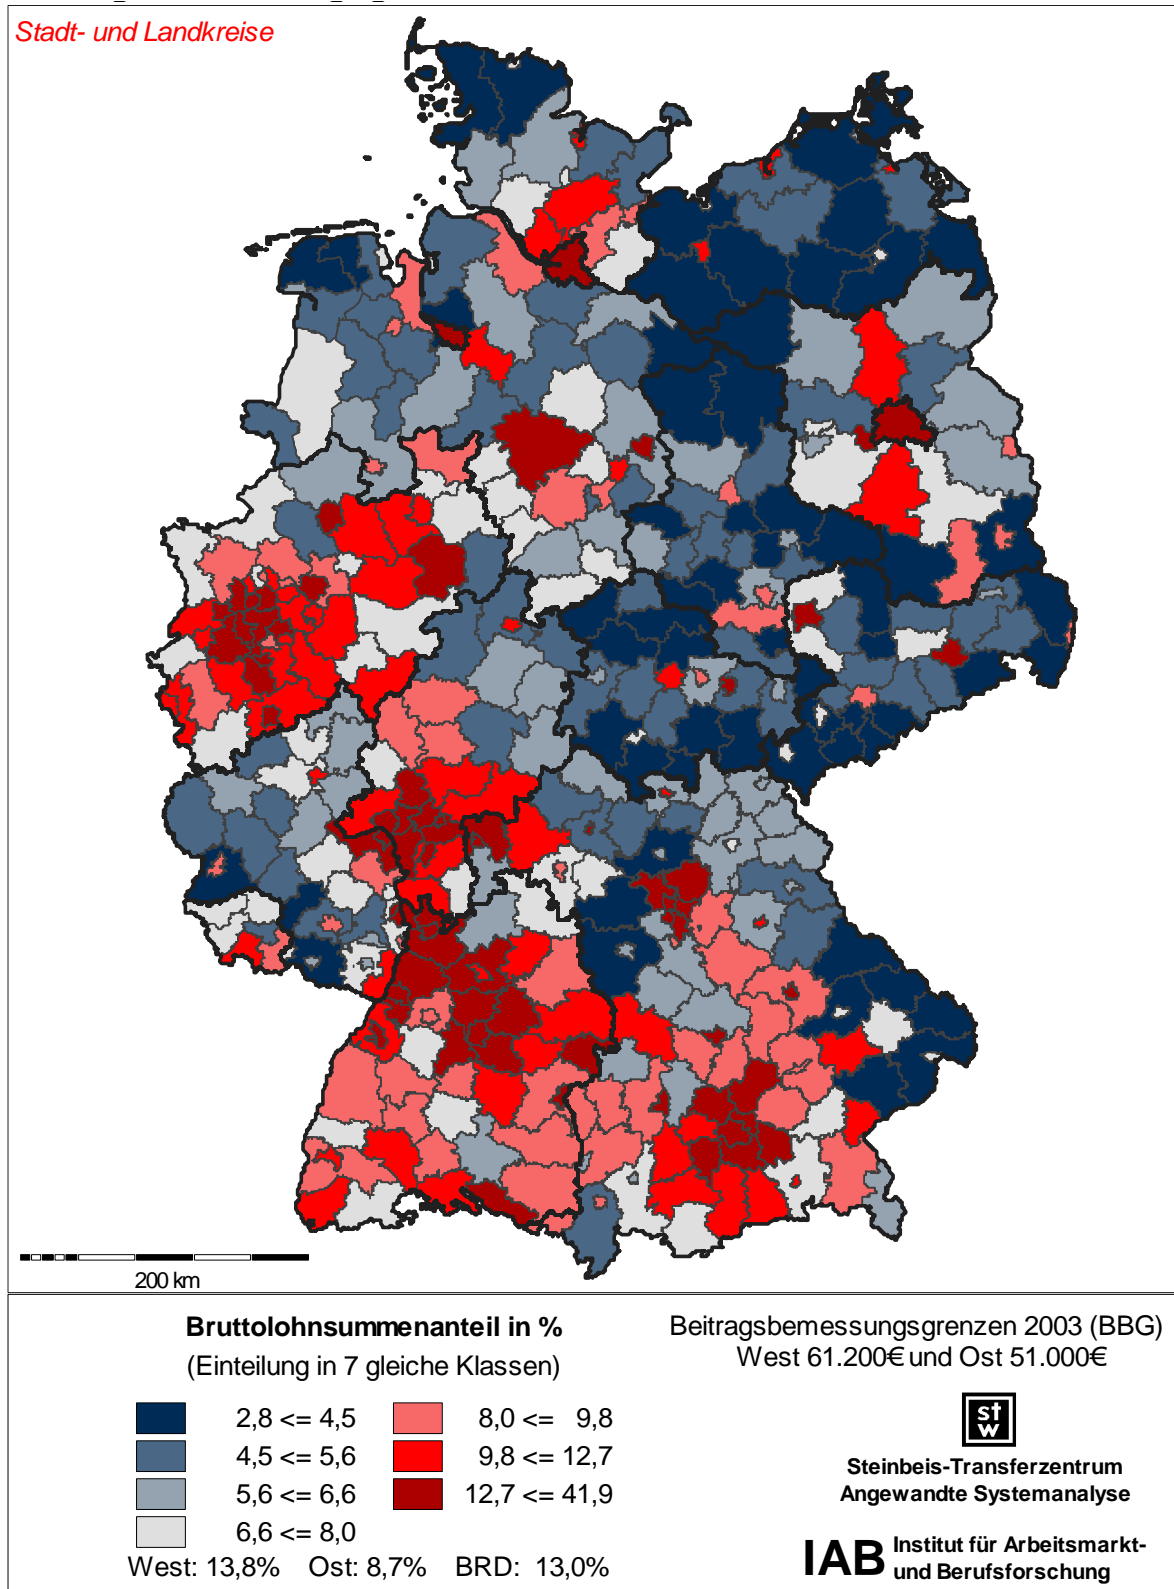 Stadt- und Landkreise
200 km
Bruttolohnsummenanteil in %
(Einteilung in 7 gleiche Klassen)
2,8 <= 4,5
4,5 <= 5,6
5,6 <= 6,6
6,6 <= 8,0
8,0 <= 9,8
9,8 <= 12,7
12,7 <= 41,9
West: 13,8% Ost: 8,7% BRD: 13,0%
Beitragsbemessungsgrenzen 2003 (BBG)
West 61.200€ und Ost 51.000€
st
w
Steinbeis-Transferzentrum
Angewandte Systemanalyse
IAB Institut für Arbeitsmarkt-
und Berufsforschung